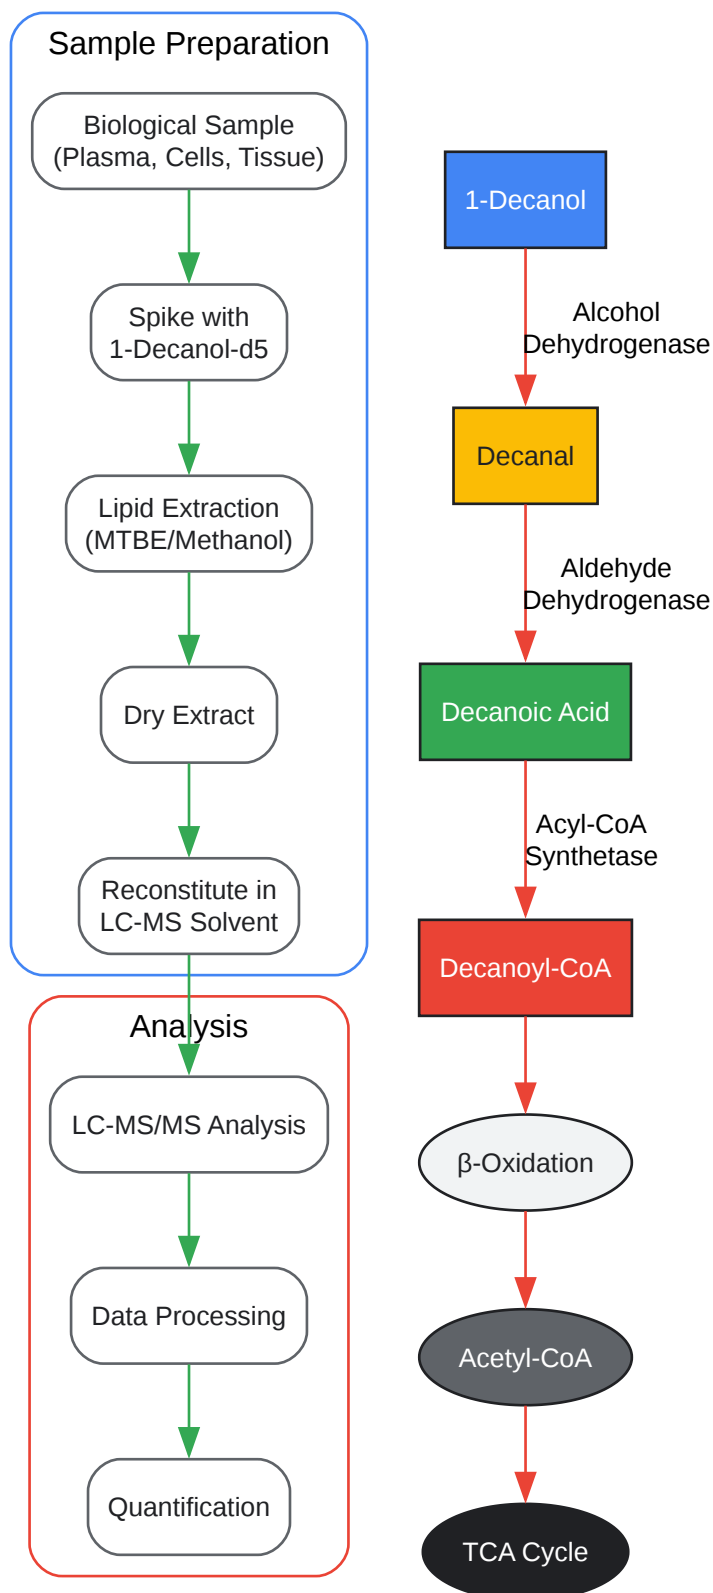 Sample Preparation
Biological Sample
(Plasma, Cells, Tissue)
Spike with
1-Decanol-d5
Lipid Extraction
(MTBE/Methanol)
Dry Extract
Reconstitute in
LC-MS Solvent
Analysis
LC-MS/MS Analysis
Data Processing
Quantification
1-Decanol
Alcohol
Dehydrogenase
Decanal
Aldehyde
Dehydrogenase
Decanoic Acid
Acyl-CoA
Synthetase
Decanoyl-CoA
β-Oxidation
Acetyl-CoA
TCA Cycle